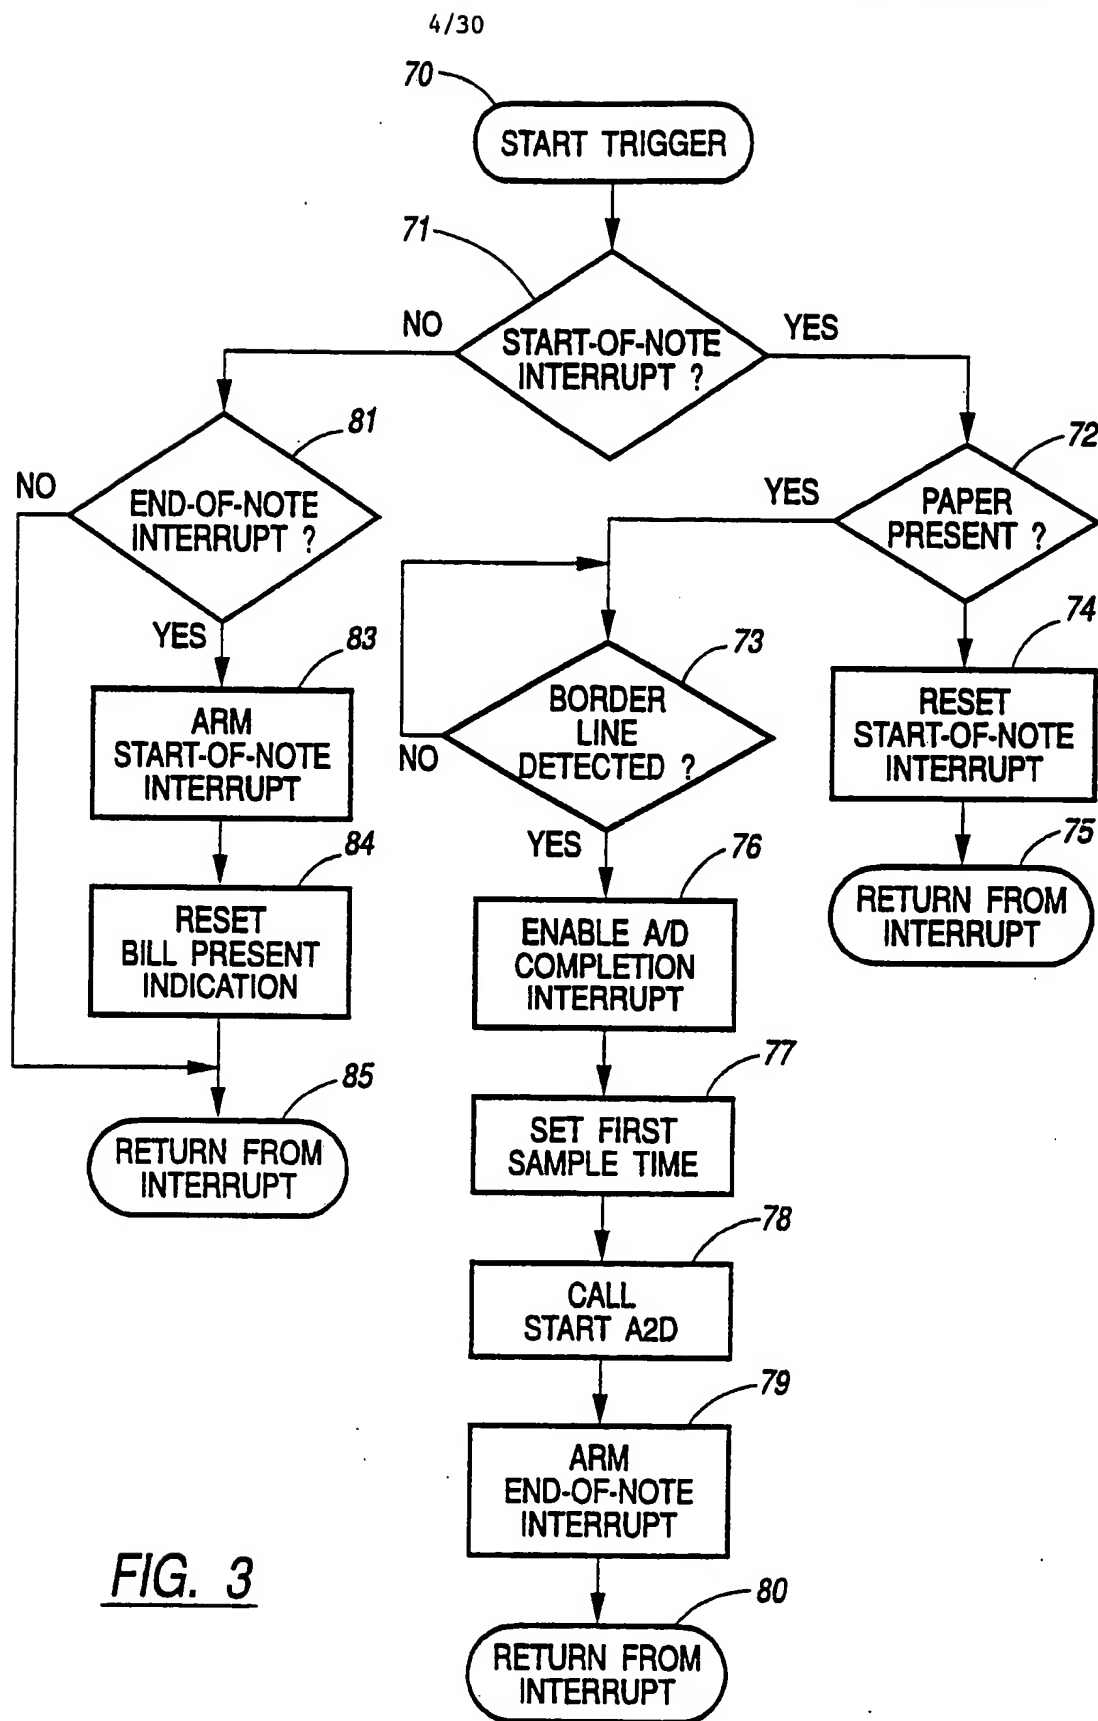 4/30
70
START TRIGGER
71
NO
START-OF-NOTE
INTERRUPT ?
YES
81
NO
END-OF-NOTE
INTERRUPT ?
YES
72
YES
PAPER
PRESENT ?
83
ARM
START-OF-NOTE
INTERRUPT
73
BORDER
LINE
DETECTED ?
NO
YES
74
RESET
START-OF-NOTE
INTERRUPT
84
RESET
BILL PRESENT
INDICATION
76
ENABLE A/D
COMPLETION
INTERRUPT
75
RETURN FROM
INTERRUPT
85
RETURN FROM
INTERRUPT
77
SET FIRST
SAMPLE TIME
78
CALL
START A2D
79
ARM
END-OF-NOTE
INTERRUPT
FIG. 3
80
RETURN FROM
INTERRUPT